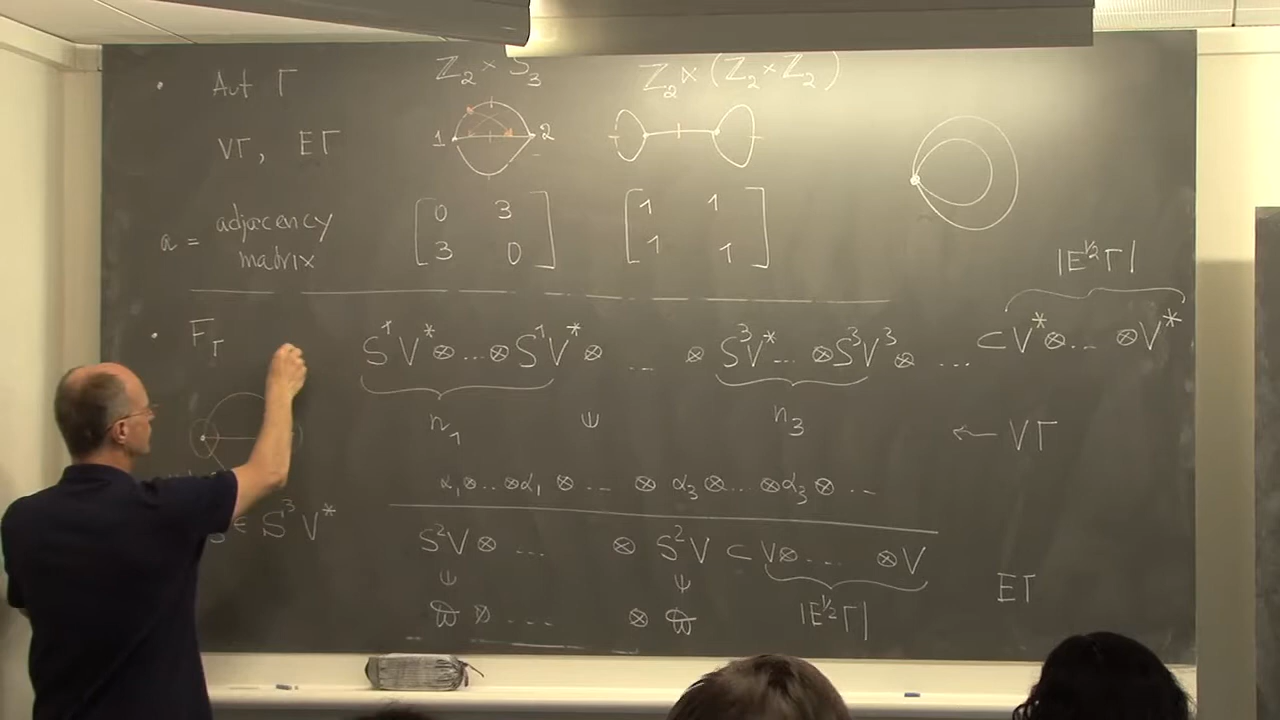 • Aut Γ    ℤ₂ × S₃    ℤ₂ ⋉ (ℤ₂ × ℤ₂)
VΓ, EΓ    1    2
a = adjacency matrix    [0 3; 3 0]    [1 1; 1 1]
|E^{1/2}Γ|
• F_Γ    S¹V* ⊗ ... ⊗ S¹V* ⊗ ... ⊗ S³V* ... ⊗ S³V³ ⊗ ... ⊂ V* ⊗ ... ⊗ V*
n₁    ψ    n₃    ← VΓ
α₁ ⊗ .. ⊗ α₁ ⊗ ... ⊗ α₃ ⊗ ... ⊗ α₃ ⊗ ...
∈ S³V*
S²V ⊗ ... ⊗ S²V ⊂ V ⊗ ... ⊗ V
ψ    ψ    EΓ
⊗ ... ⊗    |E^{1/2}Γ|